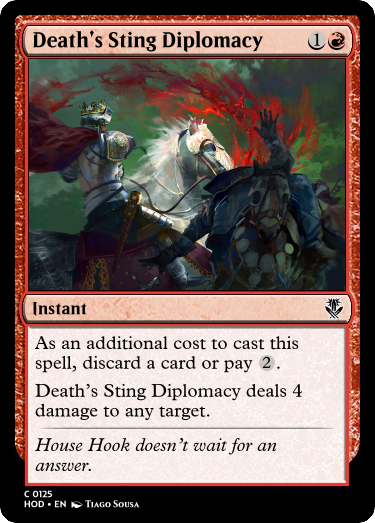 Death's Sting Diplomacy 1
Instant
As an additional cost to cast this
spell, discard a card or pay 2.
Death's Sting Diplomacy deals 4
damage to any target.
House Hook doesn't wait for an
answer.
C 0125
HOD • EN Tiago Sousa